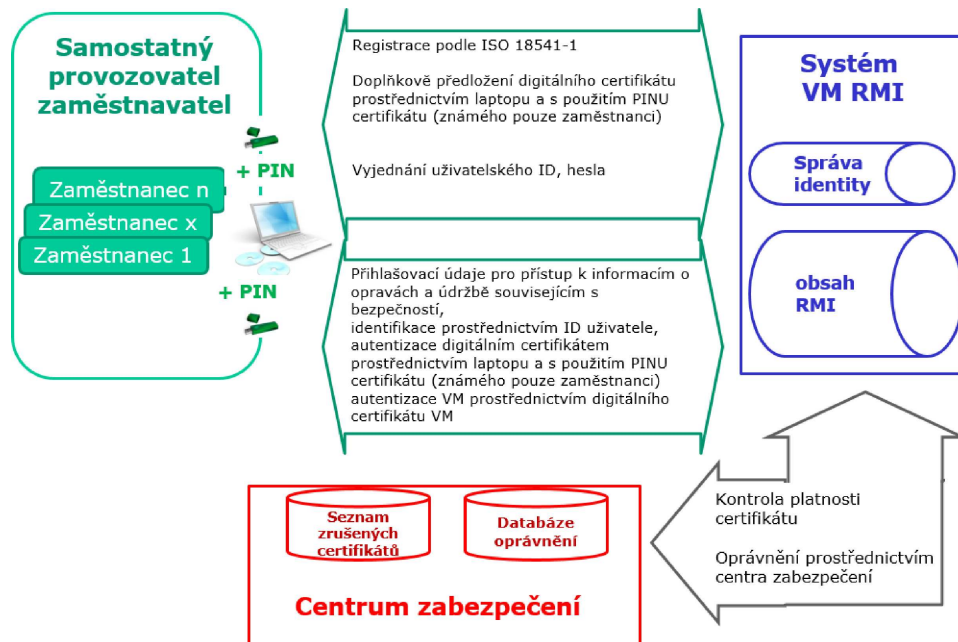 Samostatný
provozovatel
zaměstnavatel
+ PIN
Zaměstnanec n
Zaměstnanec x
Zaměstnanec 1
+ PIN
Registrace podle ISO 18541-1
Doplňkově předložení digitálního certifikátu
prostřednictvím laptopu a s použitím PINU
certifikátu (známého pouze zaměstnanci)
Vyjednání uživatelského ID, hesla
Přihlašovací údaje pro přístup k informacím o
opravách a údržbě souvisejícím s
bezpečností,
identifikace prostřednictvím ID uživatele,
autentizace digitálním certifikátem
prostřednictvím laptopu a s použitím PINU
certifikátu (známého pouze zaměstnanci)
autentizace VM prostřednictvím digitálního
certifikátu VM
Systém
VM RMI
Správa
identity
obsah
RMI
Kontrola platnosti
certifikátu
Oprávnění prostřednictvím
centra zabezpečení
Seznam
zrušených
certifikátů
Databáze
oprávnění
Centrum zabezpečení